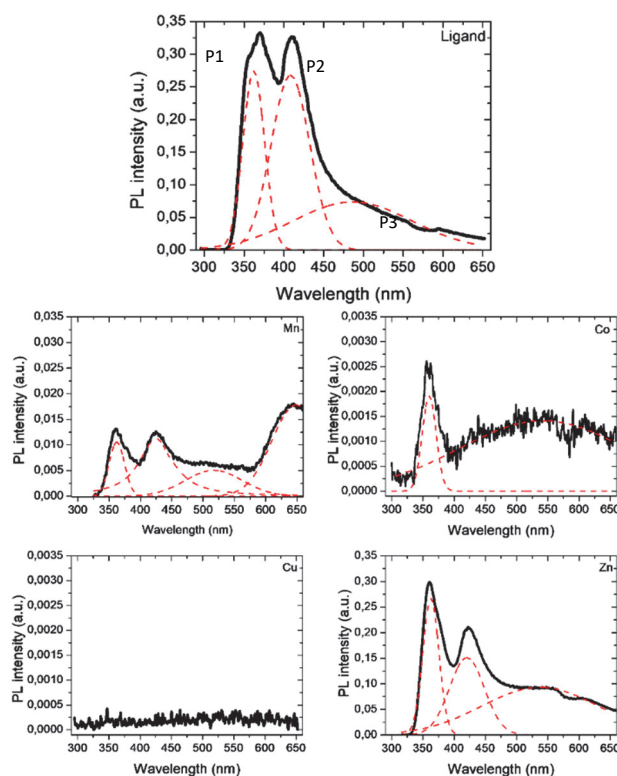 Ligand
P1
P2
P3
PL intensity (a.u.)
0,35
0,30
0,25
0,20
0,15
0,10
0,05
0,00
300 350 400 450 500 550 600 650
Wavelength (nm)
Mn
PL intensity (a.u.)
0,035
0,030
0,025
0,020
0,015
0,010
0,005
0,000
300 350 400 450 500 550 600 650
Wavelength (nm)
Co
PL intensity (a.u.)
0,0035
0,0030
0,0025
0,0020
0,0015
0,0010
0,0005
0,0000
300 350 400 450 500 550 600 650
Wavelength (nm)
Cu
PL intensity (a.u.)
0,0035
0,0030
0,0025
0,0020
0,0015
0,0010
0,0005
0,0000
300 350 400 450 500 550 600 650
Wavelength (nm)
Zn
PL intensity (a.u.)
0,35
0,30
0,25
0,20
0,15
0,10
0,05
0,00
300 350 400 450 500 550 600 650
Wavelength (nm)